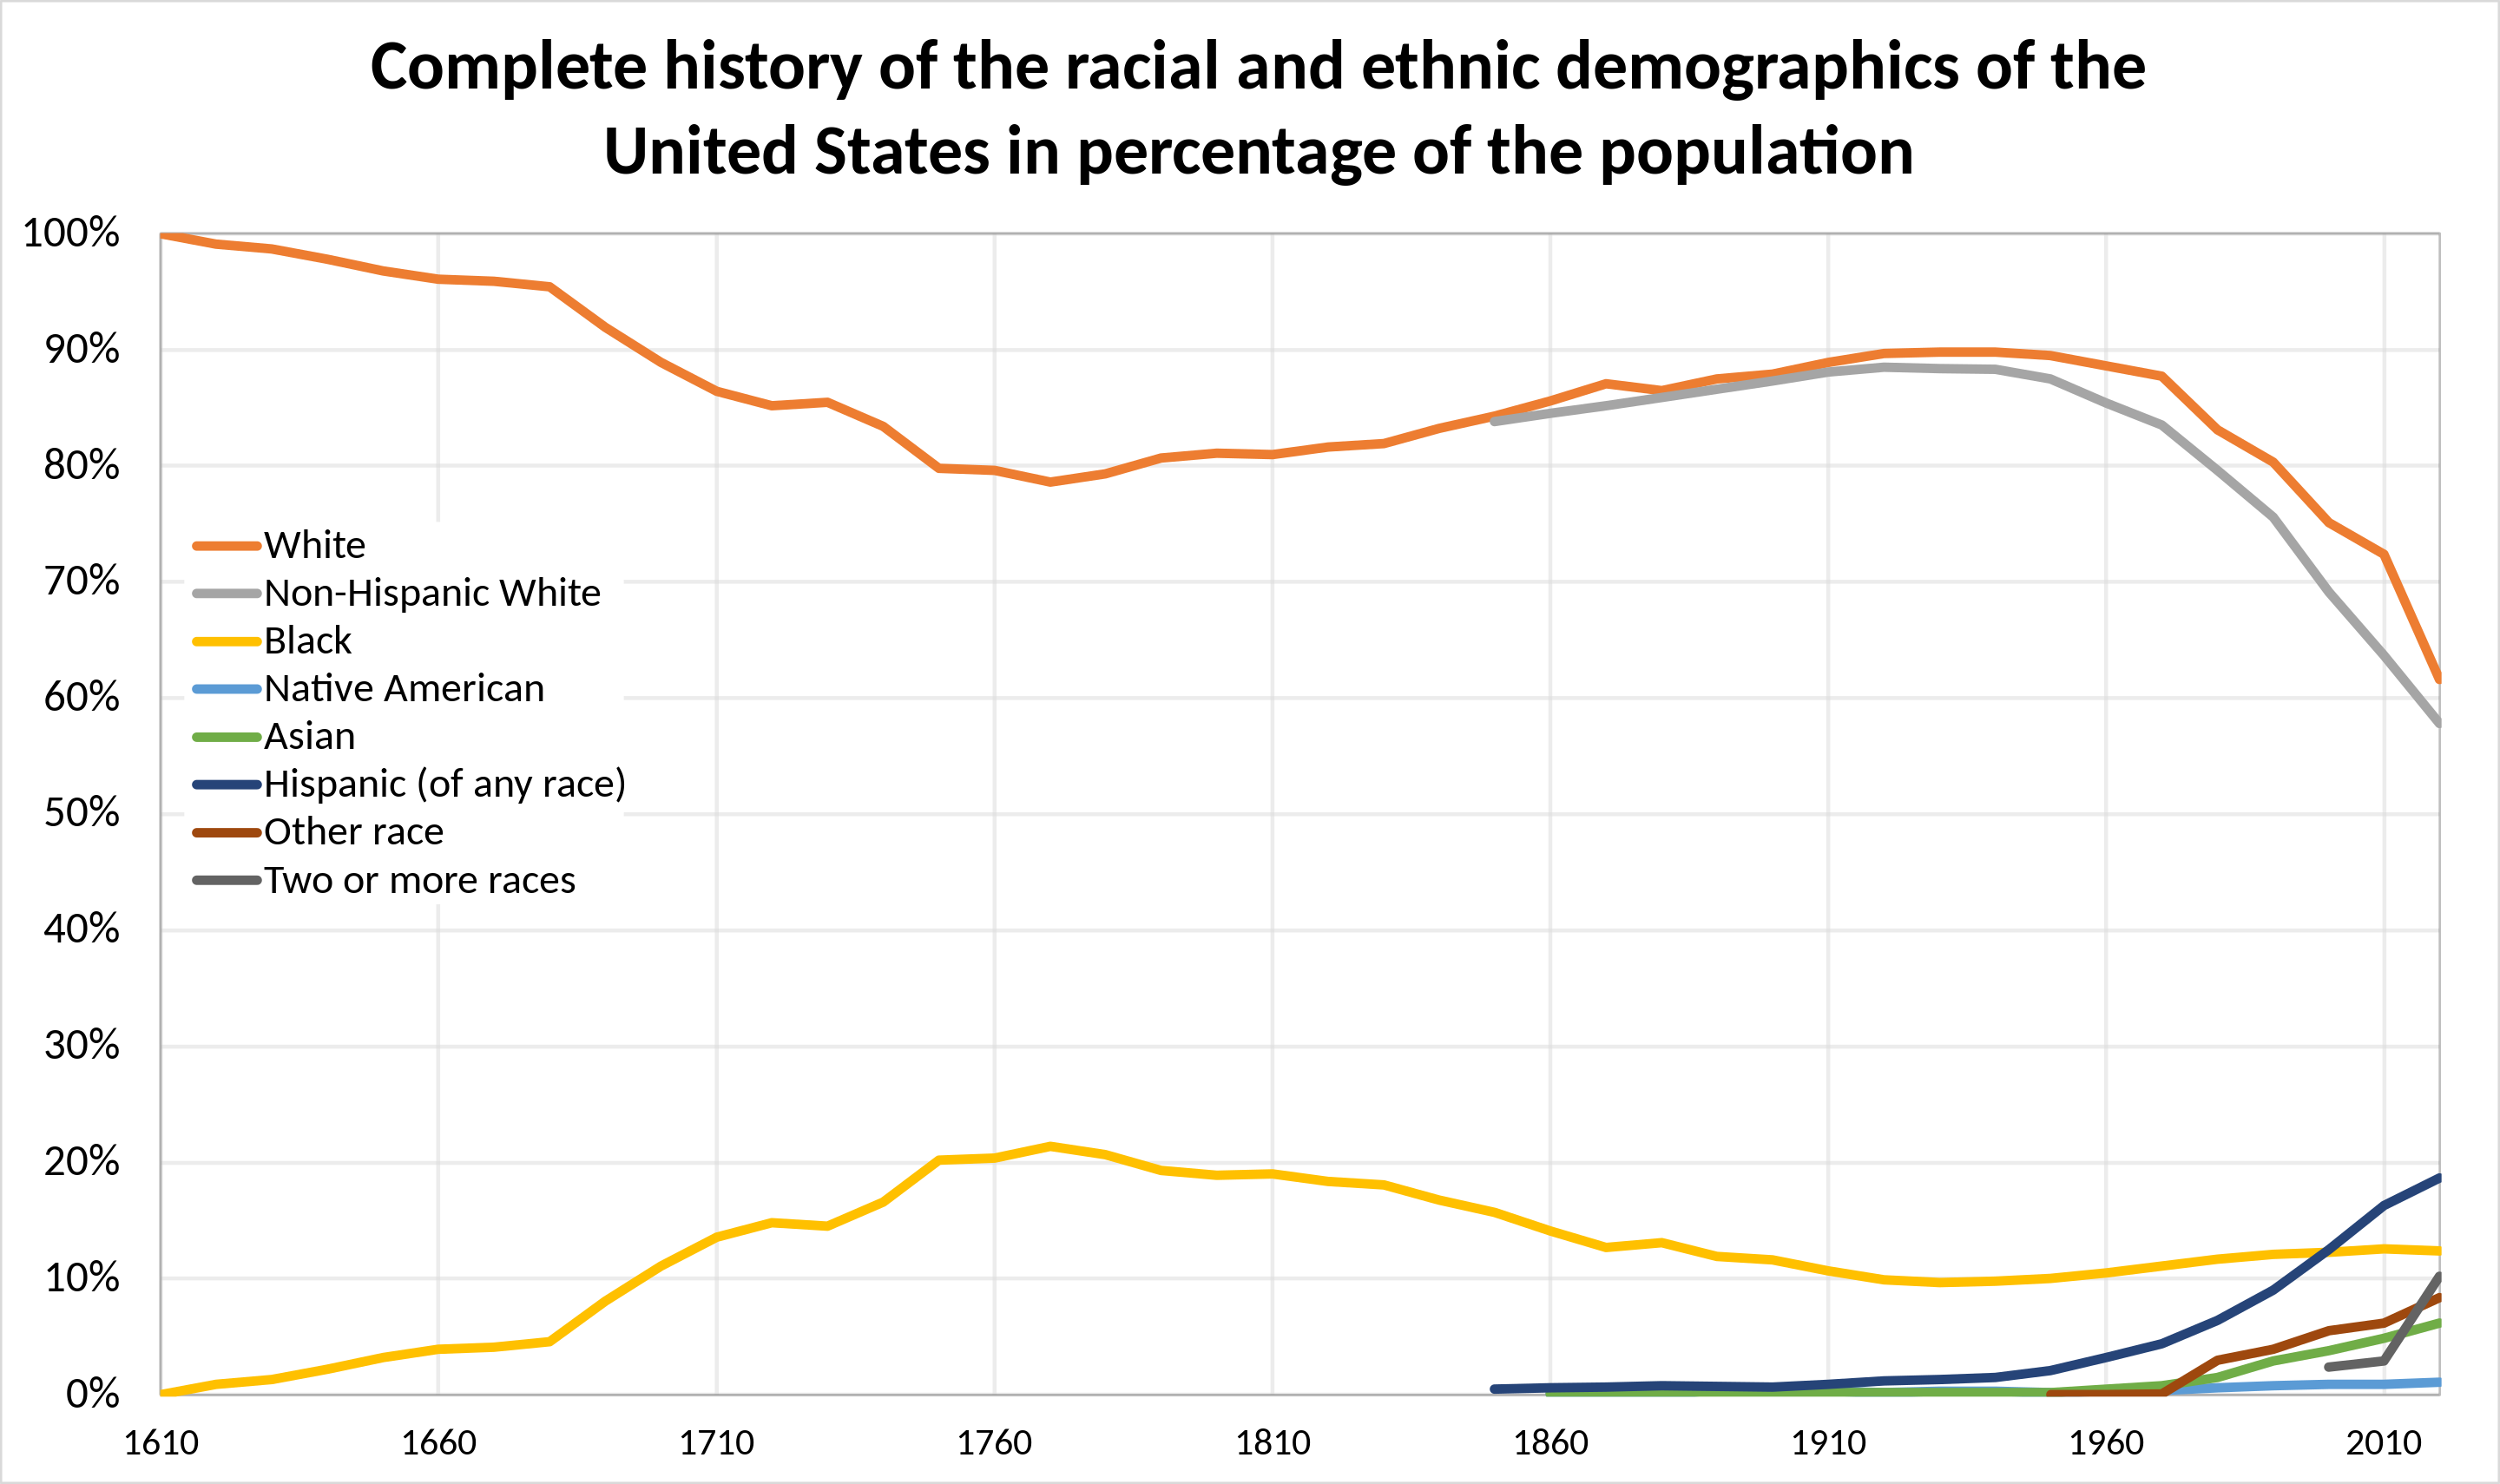 Complete history of the racial and ethnic demographics of the
United States in percentage of the population
100%
90%
80%
70%
60%
50%
40%
30%
20%
10%
0%
White
Non-Hispanic White
Black
Native American
Asian
Hispanic (of any race)
Other race
Two or more races
1610 1660 1710 1760 1810 1860 1910 1960 2010